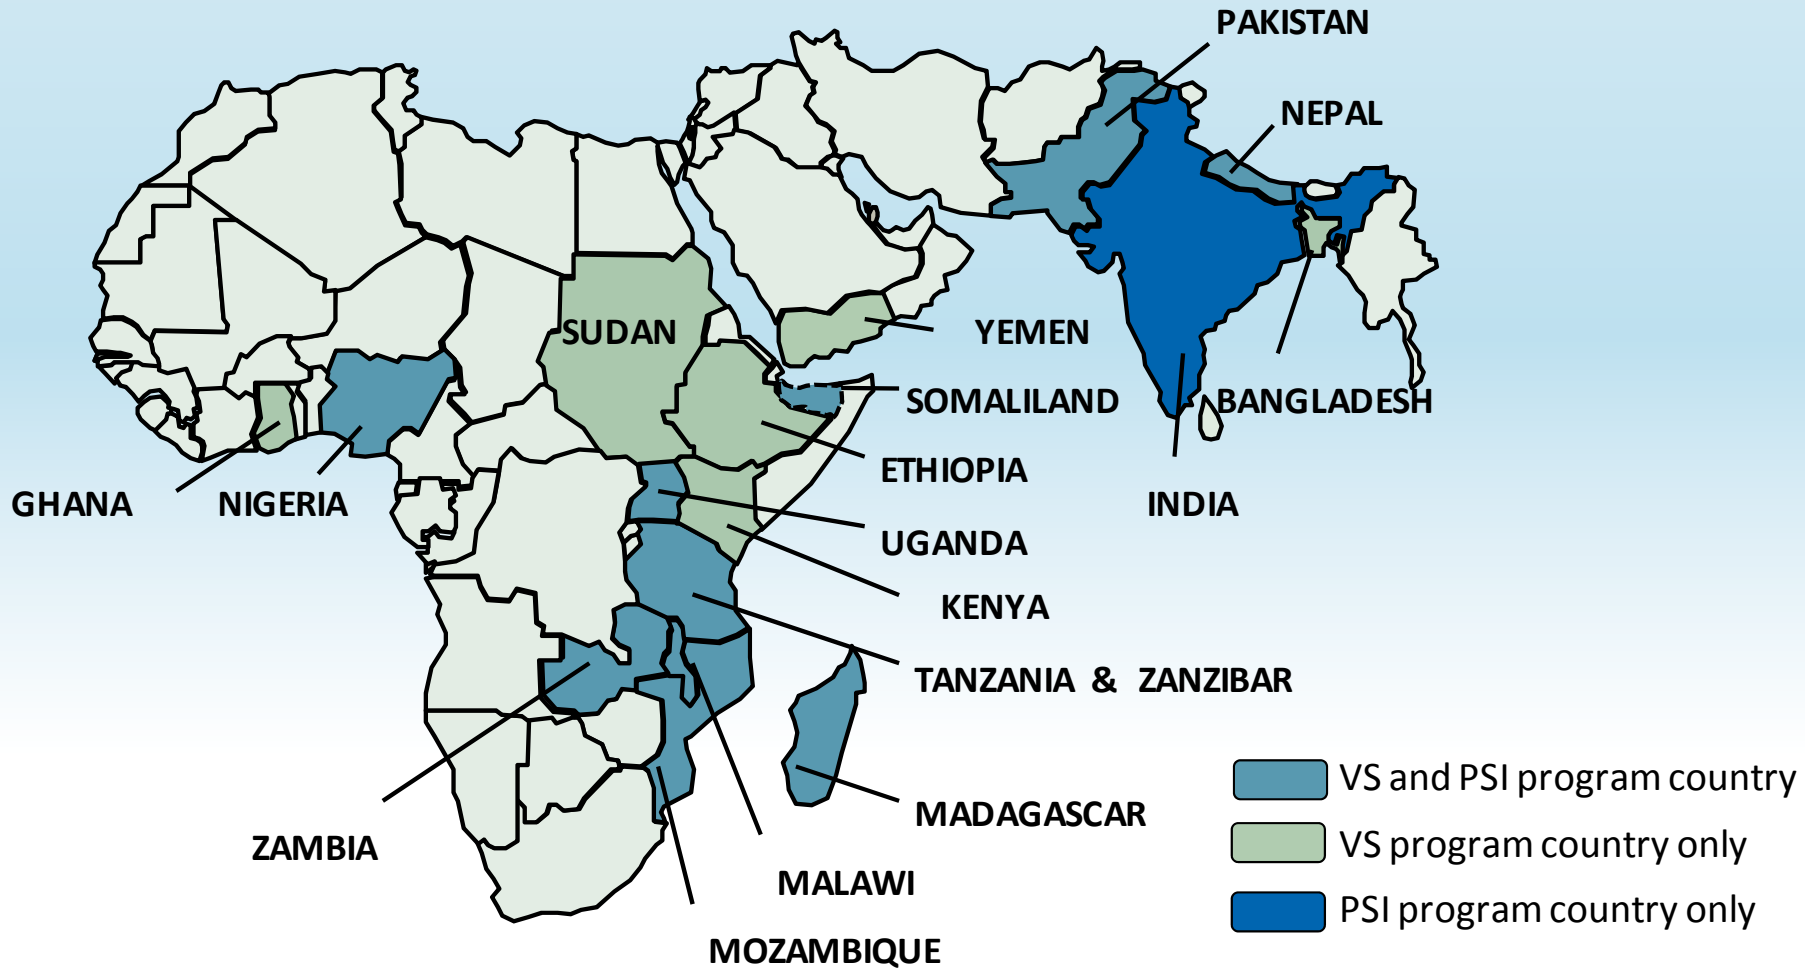 PAKISTAN
NEPAL
SUDAN
YEMEN
SOMALILAND
BANGLADESH
ETHIOPIA
GHANA
NIGERIA
INDIA
UGANDA
KENYA
TANZANIA & ZANZIBAR
VS and PSI program country
MADAGASCAR
VS program country only
ZAMBIA
MALAWI
PSI program country only
MOZAMBIQUE